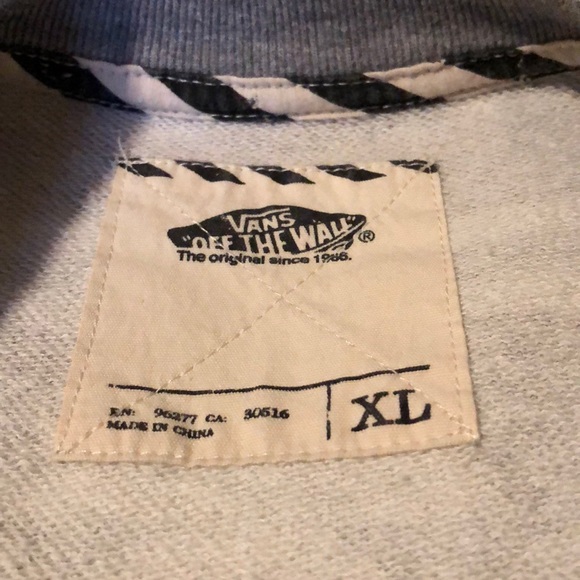 VANS
"OFF THE WALL"®
The original since 1966.
RN: 96277 CA: 30516
MADE IN CHINA
XL